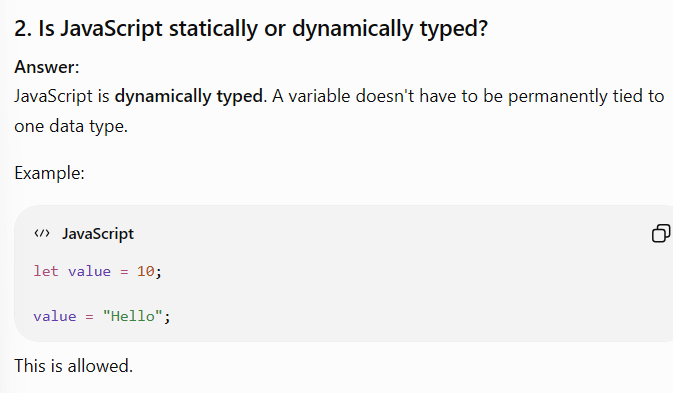 2. Is JavaScript statically or dynamically typed?
Answer:
JavaScript is dynamically typed. A variable doesn't have to be permanently tied to
one data type.
Example:
</> JavaScript
let value = 10;
value = "Hello";
This is allowed.